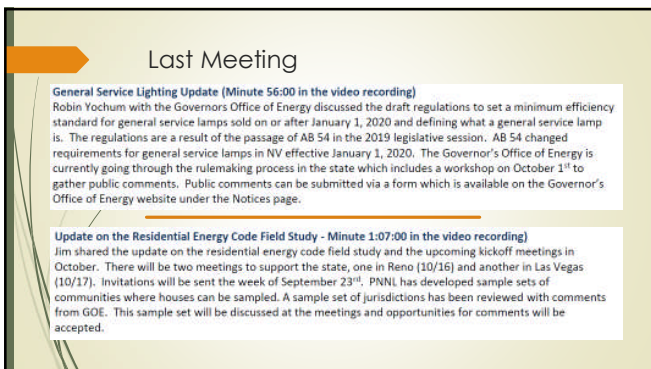 Last Meeting
General Service Lighting Update (Minute 56:00 in the video recording)
Robin Yochum with the Governors Office of Energy discussed the draft regulations to set a minimum efficiency
standard for general service lamps sold on or after January 1, 2020 and defining what a general service lamp
is. The regulations are a result of the passage of AB 54 in the 2019 legislative session. AB 54 changed
requirements for general service lamps in NV effective January 1, 2020. The Governor's Office of Energy is
currently going through the rulemaking process in the state which includes a workshop on October 1st to
gather public comments. Public comments can be submitted via a form which is available on the Governor's
Office of Energy website under the Notices page.
Update on the Residential Energy Code Field Study - Minute 1:07:00 in the video recording)
Jim shared the update on the residential energy code field study and the upcoming kickoff meetings in
October. There will be two meetings to support the state, one in Reno (10/16) and another in Las Vegas
(10/17). Invitations will be sent the week of September 23rd. PNNL has developed sample sets of
communities where houses can be sampled. A sample set of jurisdictions has been reviewed with comments
from GOE. This sample set will be discussed at the meetings and opportunities for comments will be
accepted.